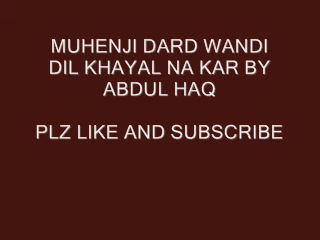 MUHENJI DARD WANDI
DIL KHAYAL NA KAR BY
ABDUL HAQ
PLZ LIKE AND SUBSCRIBE